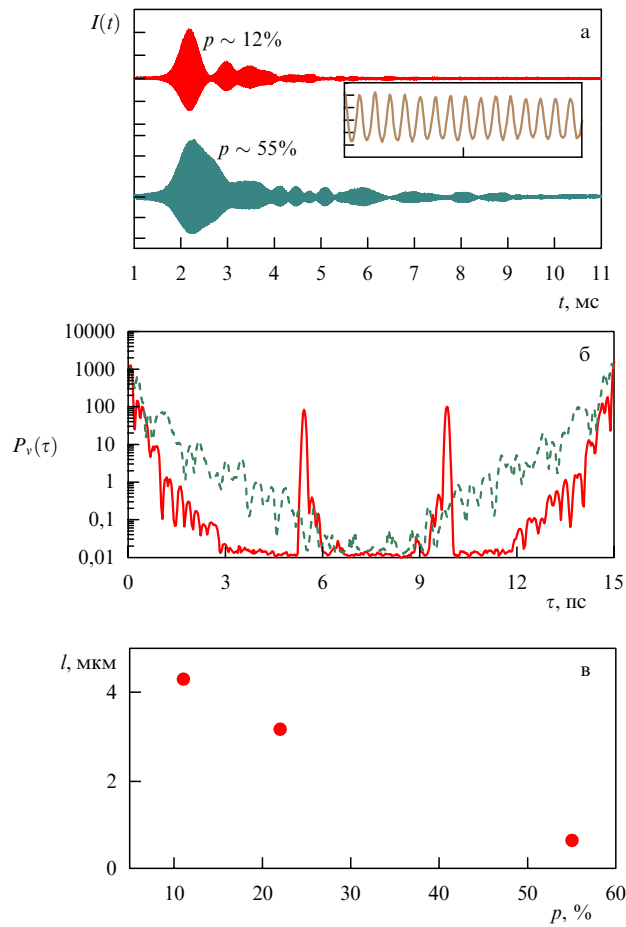 I(t)
а
p ∼ 12%
p ∼ 55%
1 2 3 4 5 6 7 8 9 10 11
t, мс
10000
б
1000
100
P_v(τ)
10
1
0,1
0,01
0 3 6 9 12 15
τ, пс
l, мкм
в
4
2
0
10 20 30 40 50 60
p, %